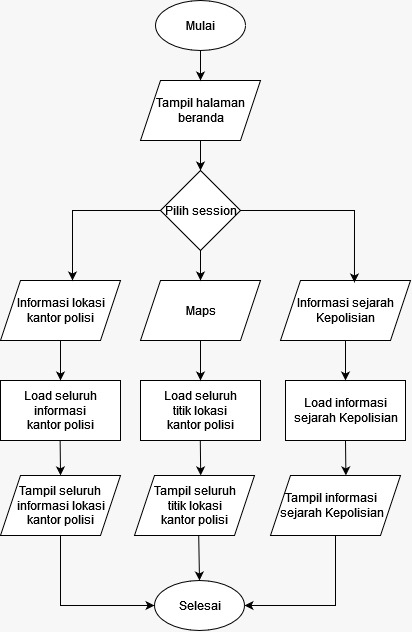 Mulai
Tampil halaman
beranda
Pilih session
Informasi lokasi
kantor polisi
Maps
Informasi sejarah
Kepolisian
Load seluruh
informasi
kantor polisi
Load seluruh
titik lokasi
kantor polisi
Load informasi
sejarah Kepolisian
Tampil seluruh
informasi lokasi
kantor polisi
Tampil seluruh
titik lokasi
kantor polisi
Tampil informasi
sejarah Kepolisian
Selesai